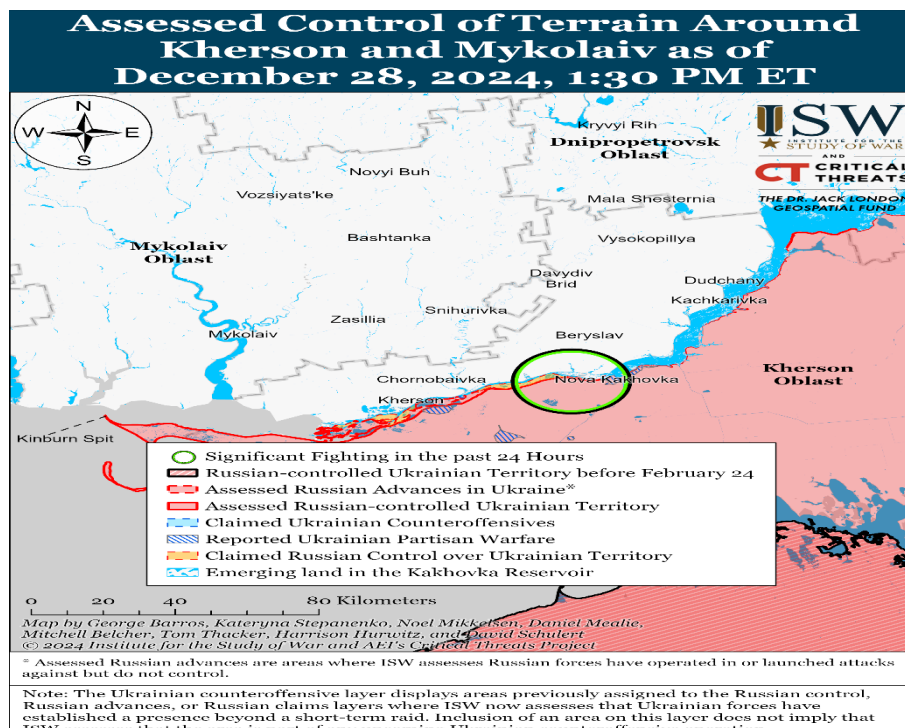 Assessed Control of Terrain Around
Kherson and Mykolaiv as of
December 28, 2024, 1:30 PM ET
N
W E
S
ISW
INSTITUTE FOR THE
STUDY OF WAR
AND
CT CRITICAL
THREATS
THE DR. JACK LONDON
GEOSPATIAL FUND
Kryvyi Rih
Dnipropetrovsk
Oblast
Novyi Buh
Vozsiyats'ke
Mala Shesternia
Bashtanka
Vysokopillya
Mykolaiv
Oblast
Davydiv
Brid
Dudchany
Kachkarivka
Snihurivka
Zasillia
Mykolaiv
Beryslav
Chornobaivka
Nova Kakhovka
Kherson
Oblast
Kherson
Kinburn Spit
Significant Fighting in the past 24 Hours
Russian-controlled Ukrainian Territory before February 24
Assessed Russian Advances in Ukraine*
Assessed Russian-controlled Ukrainian Territory
Claimed Ukrainian Counteroffensives
Reported Ukrainian Partisan Warfare
Claimed Russian Control over Ukrainian Territory
Emerging land in the Kakhovka Reservoir
0 20 40 80 Kilometers
Map by George Barros, Kateryna Stepanenko, Noel Mikkelsen, Daniel Mealie,
Mitchell Belcher, Tom Thacker, Harrison Hurwitz, and David Schulert
© 2024 Institute for the Study of War and AEI's Critical Threats Project
* Assessed Russian advances are areas where ISW assesses Russian forces have operated in or launched attacks
against but do not control.
Note: The Ukrainian counteroffensive layer displays areas previously assigned to the Russian control,
Russian advances, or Russian claims layers where ISW now assesses that Ukrainian forces have
established a presence beyond a short-term raid. Inclusion of an area on this layer does not imply that